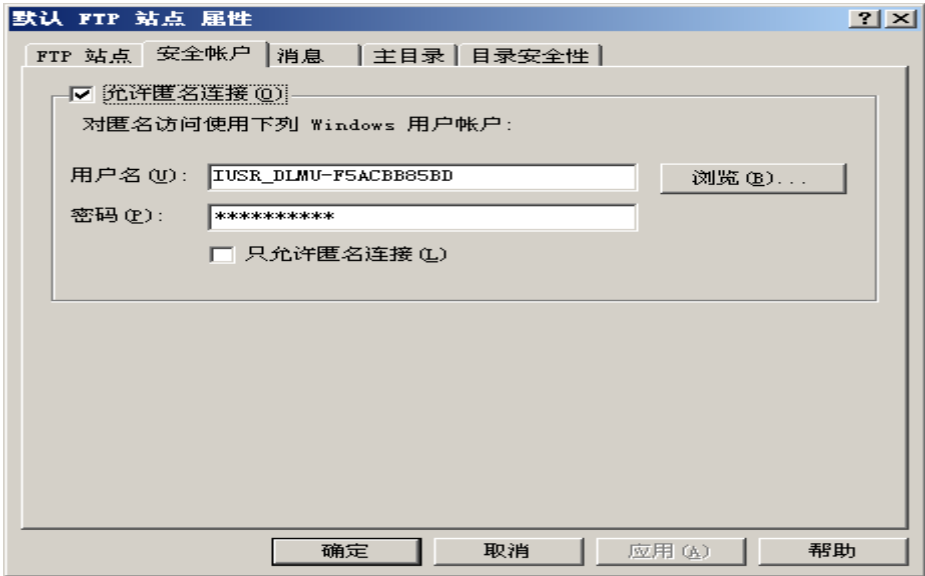 默认 FTP 站点 属性
FTP 站点 安全帐户 消息 主目录 目录安全性
允许匿名连接(O)
对匿名访问使用下列 Windows 用户帐户:
用户名(U): IUSR_DLMU-F5ACBB85BD 浏览(B)...
密码(P): **********
只允许匿名连接(L)
确定 取消 应用(A) 帮助